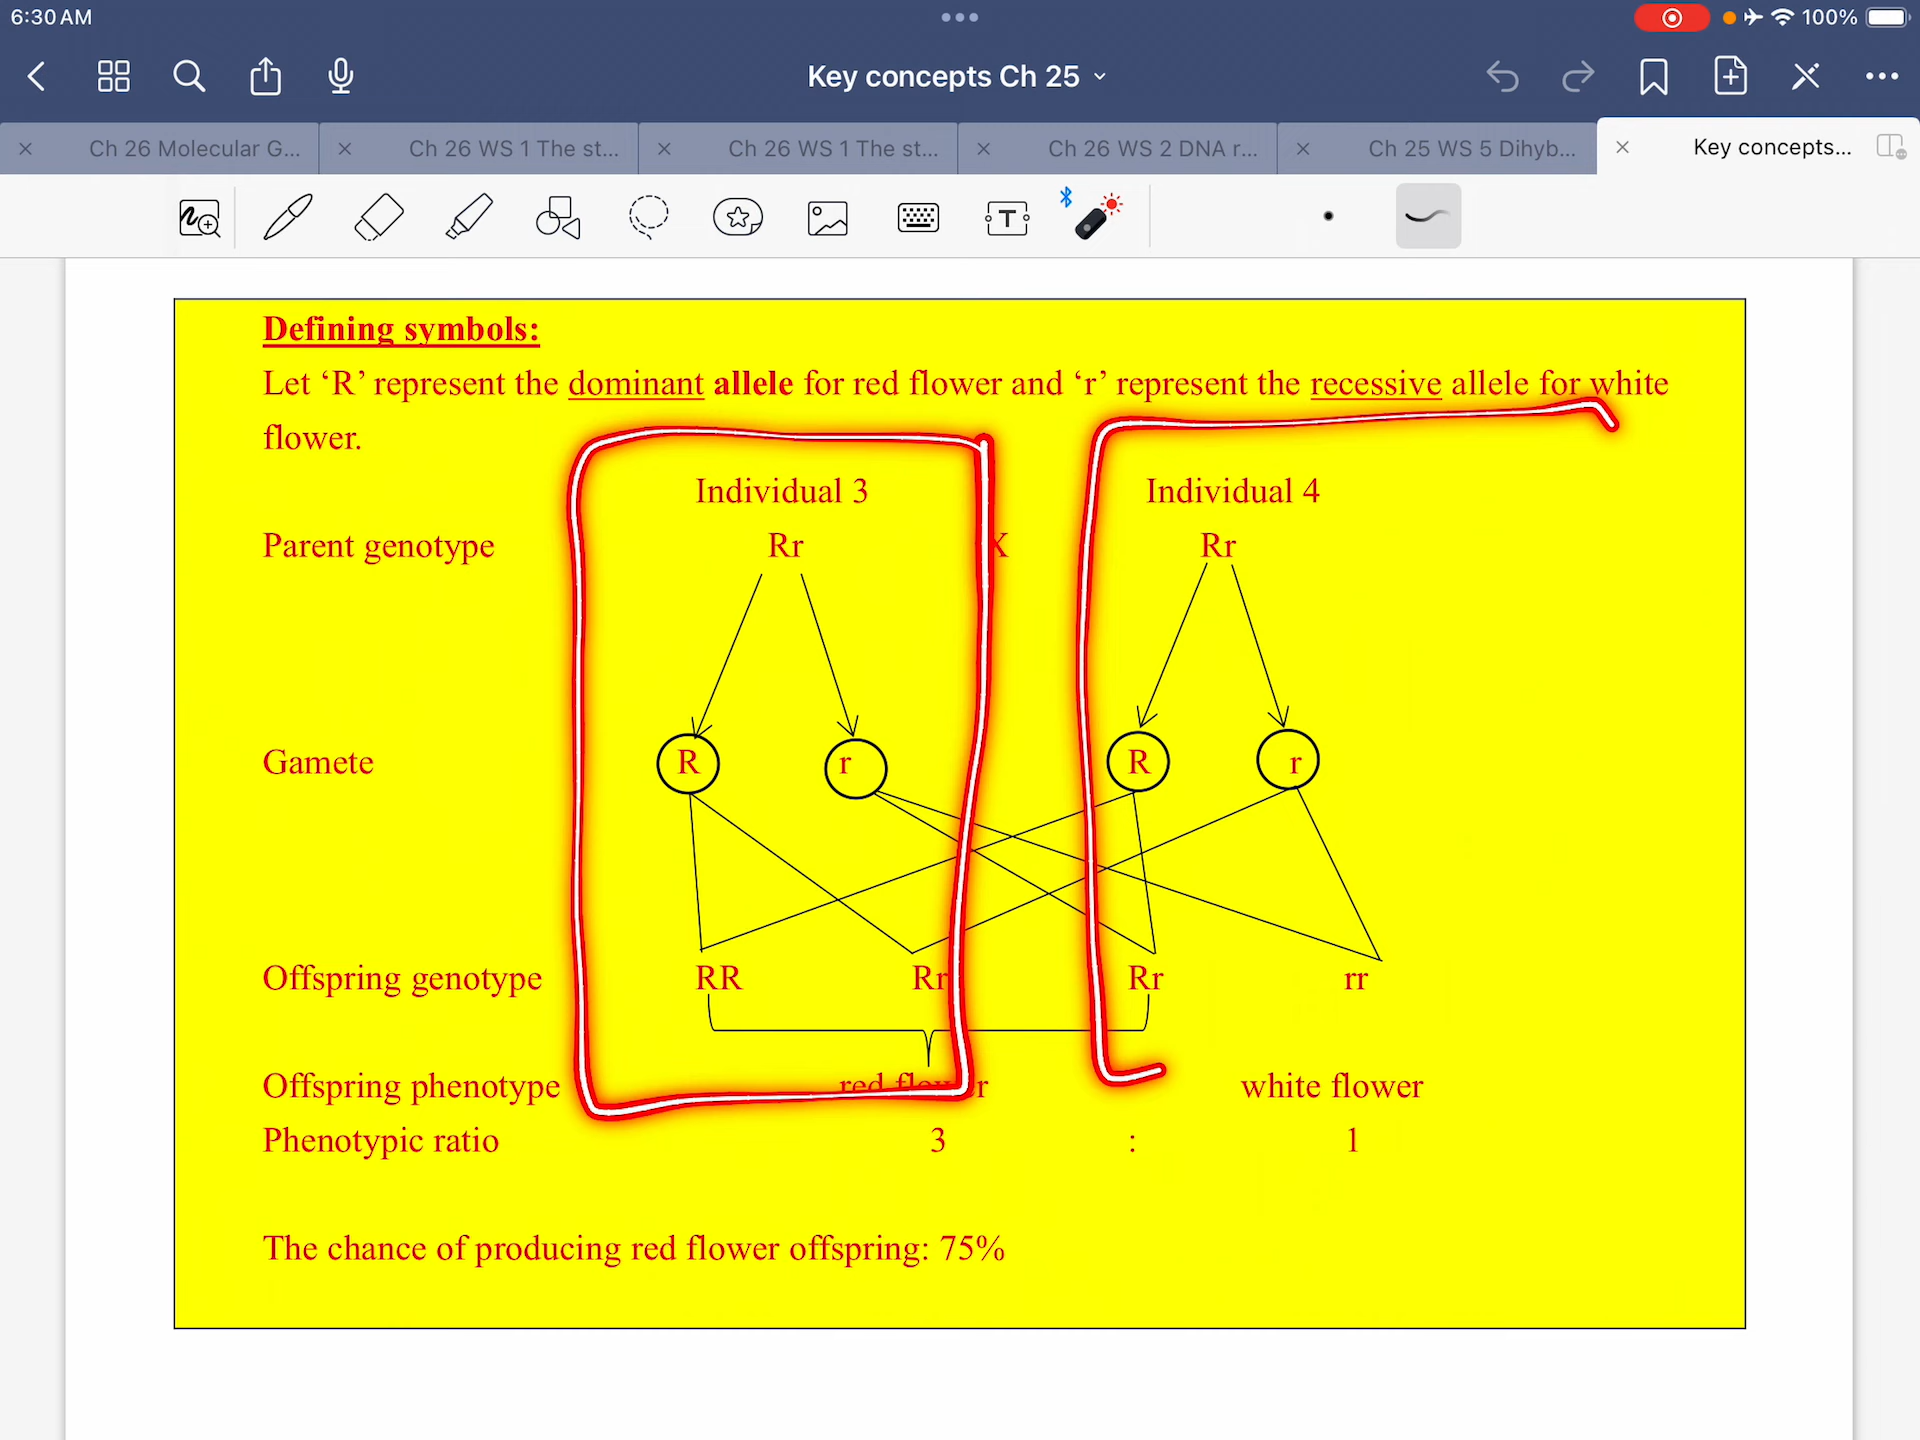 6:30 AM
100%
Key concepts Ch 25
Ch 26 Molecular G...
Ch 26 WS 1 The st...
Ch 26 WS 1 The st...
Ch 26 WS 2 DNA r...
Ch 25 WS 5 Dihyb...
Key concepts...
T
Defining symbols:
Let ‘R’ represent the dominant allele for red flower and ‘r’ represent the recessive allele for white
flower.
Individual 3 Individual 4
Parent genotype Rr X Rr
Gamete R r R r
Offspring genotype RR Rr Rr rr
Offspring phenotype red flower white flower
Phenotypic ratio 3 : 1
The chance of producing red flower offspring: 75%